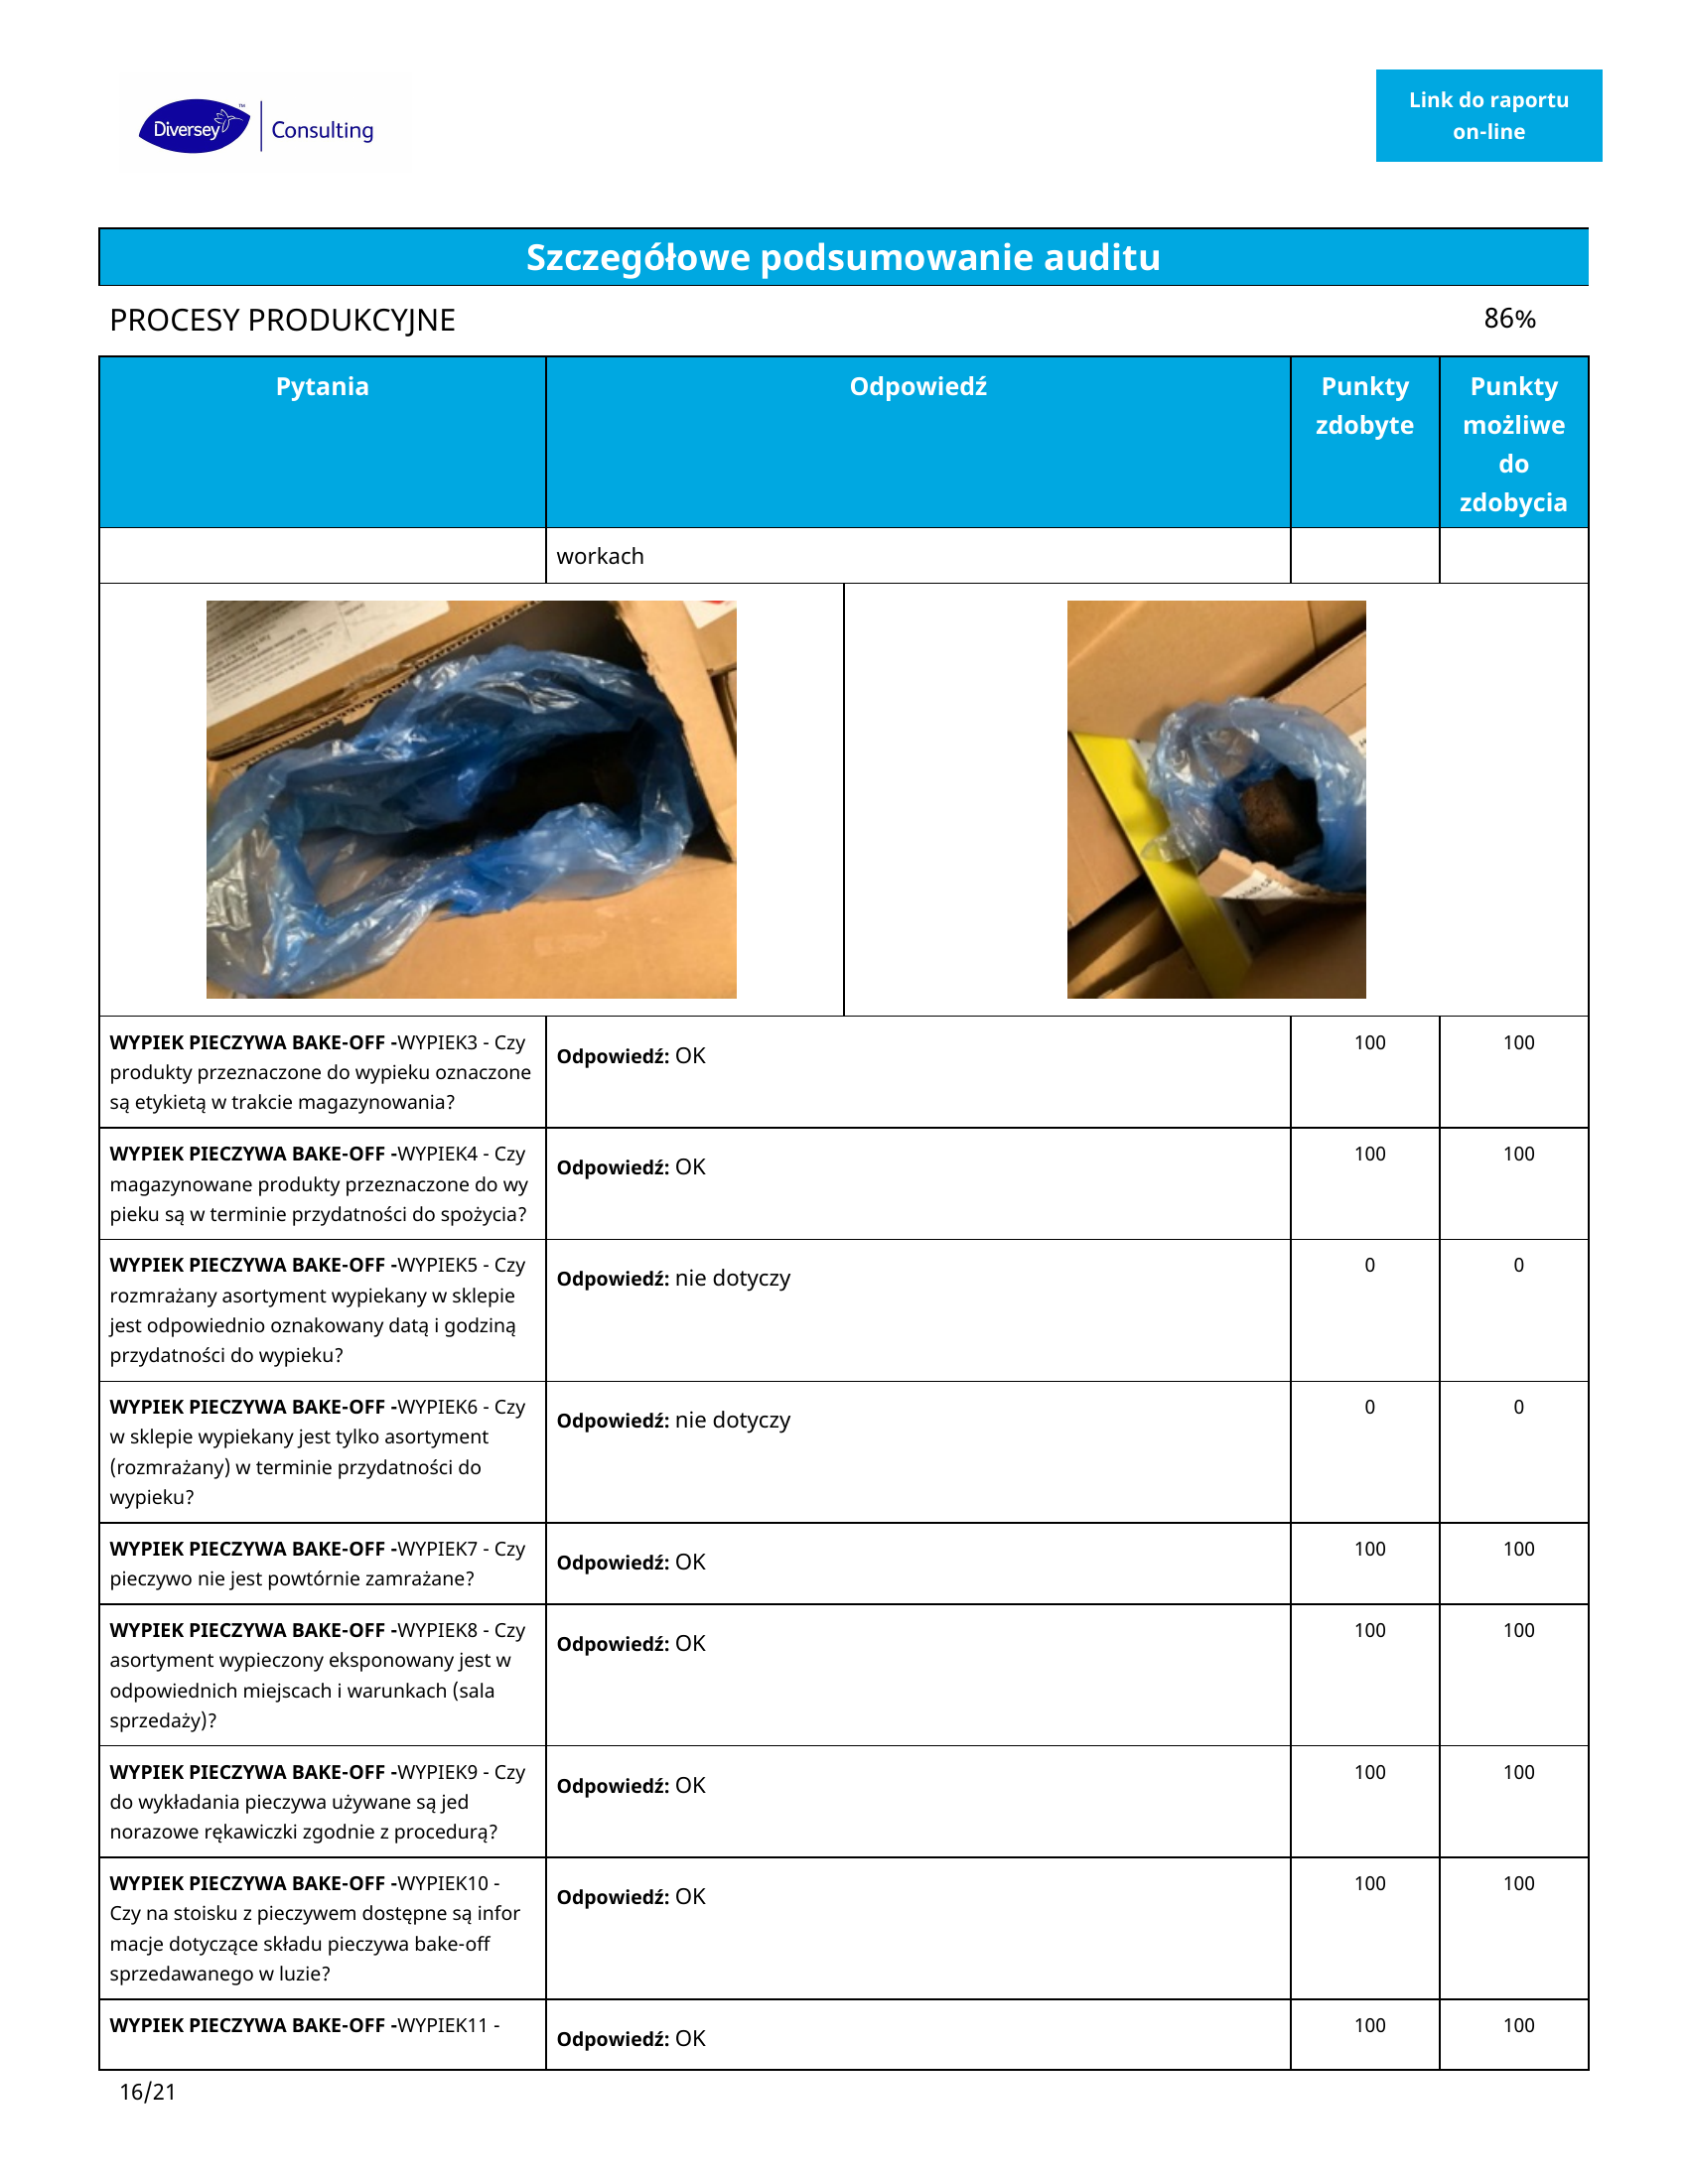 Diversey
™
Consulting
Link do raportu
on-line
Szczegółowe podsumowanie auditu
PROCESY PRODUKCYJNE
86%
Pytania
Odpowiedź
Punkty
zdobyte
Punkty
możliwe
do
zdobycia
workach
WYPIEK PIECZYWA BAKE-OFF -WYPIEK3 - Czy
produkty przeznaczone do wypieku oznaczone
są etykietą w trakcie magazynowania?
Odpowiedź: OK
100
100
WYPIEK PIECZYWA BAKE-OFF -WYPIEK4 - Czy
magazynowane produkty przeznaczone do wy
pieku są w terminie przydatności do spożycia?
Odpowiedź: OK
100
100
WYPIEK PIECZYWA BAKE-OFF -WYPIEK5 - Czy
rozmrażany asortyment wypiekany w sklepie
jest odpowiednio oznakowany datą i godziną
przydatności do wypieku?
Odpowiedź: nie dotyczy
0
0
WYPIEK PIECZYWA BAKE-OFF -WYPIEK6 - Czy
w sklepie wypiekany jest tylko asortyment
(rozmrażany) w terminie przydatności do
wypieku?
Odpowiedź: nie dotyczy
0
0
WYPIEK PIECZYWA BAKE-OFF -WYPIEK7 - Czy
pieczywo nie jest powtórnie zamrażane?
Odpowiedź: OK
100
100
WYPIEK PIECZYWA BAKE-OFF -WYPIEK8 - Czy
asortyment wypieczony eksponowany jest w
odpowiednich miejscach i warunkach (sala
sprzedaży)?
Odpowiedź: OK
100
100
WYPIEK PIECZYWA BAKE-OFF -WYPIEK9 - Czy
do wykładania pieczywa używane są jed
norazowe rękawiczki zgodnie z procedurą?
Odpowiedź: OK
100
100
WYPIEK PIECZYWA BAKE-OFF -WYPIEK10 -
Czy na stoisku z pieczywem dostępne są infor
macje dotyczące składu pieczywa bake-off
sprzedawanego w luzie?
Odpowiedź: OK
100
100
WYPIEK PIECZYWA BAKE-OFF -WYPIEK11 -
Odpowiedź: OK
100
100
16/21